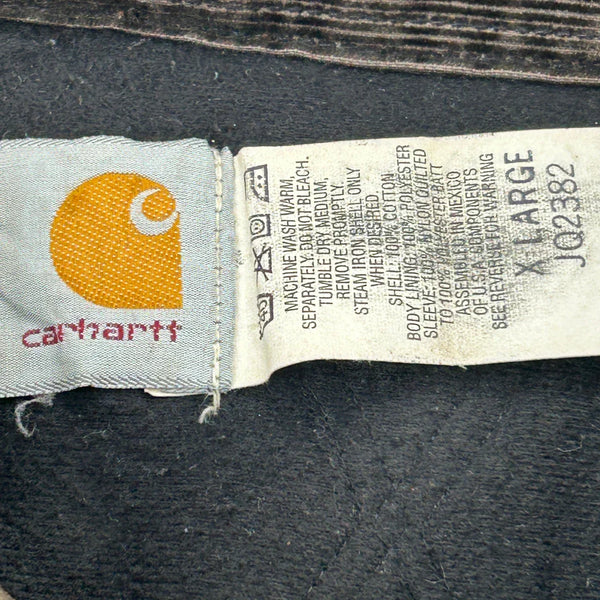 carhartt
MACHINE WASH WARM,
SEPARATELY. DO NOT BLEACH.
TUMBLE DRY, MEDIUM,
REMOVE PROMPTLY.
STEAM IRON SHELL ONLY
WHEN DESIRED
SHELL: 100% COTTON
BODY LINING: 100% POLYESTER
SLEEVE: 100% NYLON QUILTED
TO 100% POLYESTER BATT
ASSEMBLED IN MEXICO
OF U.S.A. COMPONENTS
SEE REVERSE FOR WARNING
X LARGE
JQ2382